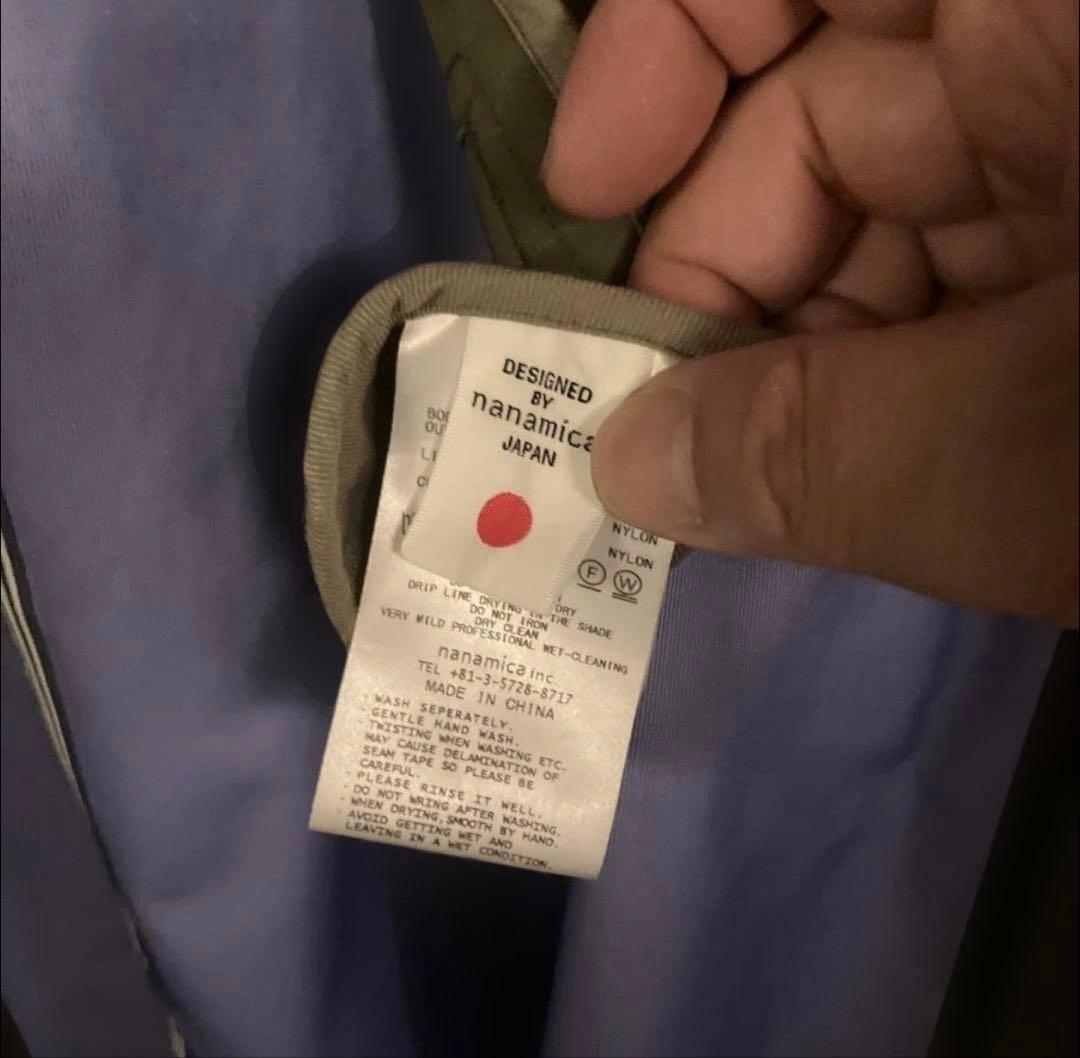 DESIGNED
BY
nanamica
JAPAN
NYLON
NYLON
F W
DRY
DRIP LINE DRYING IN THE SHADE
DO NOT IRON
DRY CLEAN
VERY MILD PROFESSIONAL WET-CLEANING
nanamica inc.
TEL +81-3-5728-8717
MADE IN CHINA
· WASH SEPERATELY.
· GENTLE HAND WASH.
· TWISTING WHEN WASHING ETC.
MAY CAUSE DELAMINATION OF
SEAM TAPE SO PLEASE BE
CAREFUL.
· PLEASE RINSE IT WELL.
· DO NOT WRING AFTER WASHING.
· WHEN DRYING, SMOOTH BY HAND.
· AVOID GETTING WET AND
LEAVING IN A WET CONDITION.